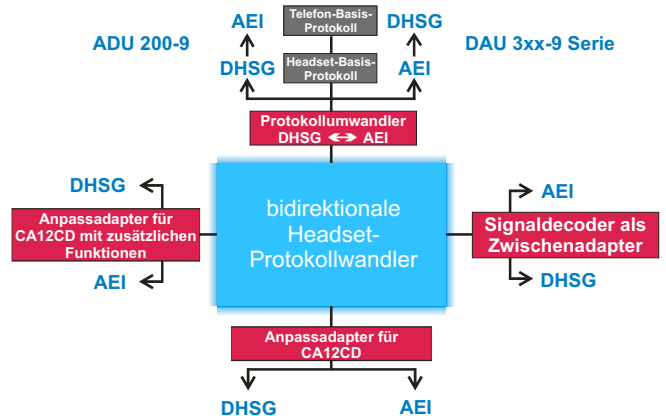 AEI
Telefon-Basis-
Protokoll
DHSG
ADU 200-9
DAU 3xx-9 Serie
DHSG
Headset-Basis-
Protokoll
AEI
Protokollumwandler
DHSG ⟷ AEI
DHSG
Anpassadapter für
CA12CD mit zusätzlichen
Funktionen
AEI
bidirektionale
Headset-
Protokollwandler
AEI
Signaldecoder als
Zwischenadapter
DHSG
Anpassadapter für
CA12CD
DHSG
AEI